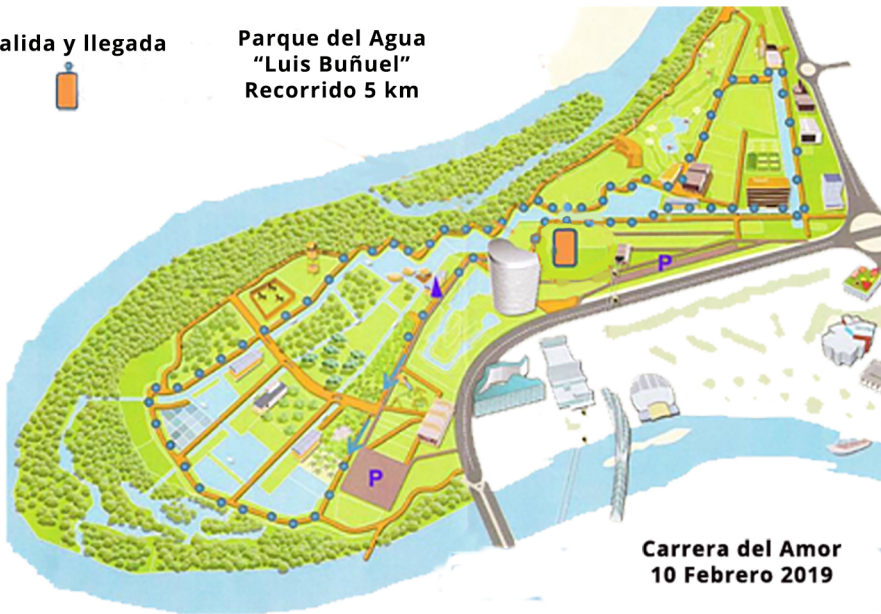 alida y llegada
Parque del Agua
“Luis Buñuel”
Recorrido 5 km
P
P
Carrera del Amor
10 Febrero 2019